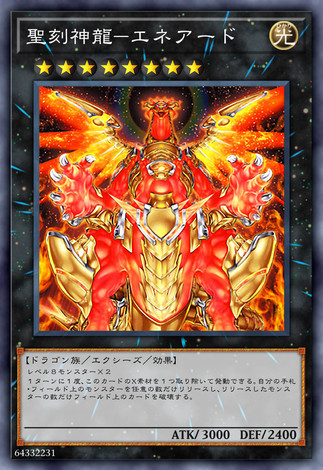 聖刻神龍−エネアード
光
【ドラゴン族／エクシーズ／効果】
レベル８モンスター×２
１ターンに１度、このカードのX素材を１つ取り除いて発動できる。自分の手札
・フィールド上のモンスターを任意の数だけリリースし、リリースしたモンス
ターの数だけフィールド上のカードを破壊する。
ATK/ 3000 DEF/2400
64332231